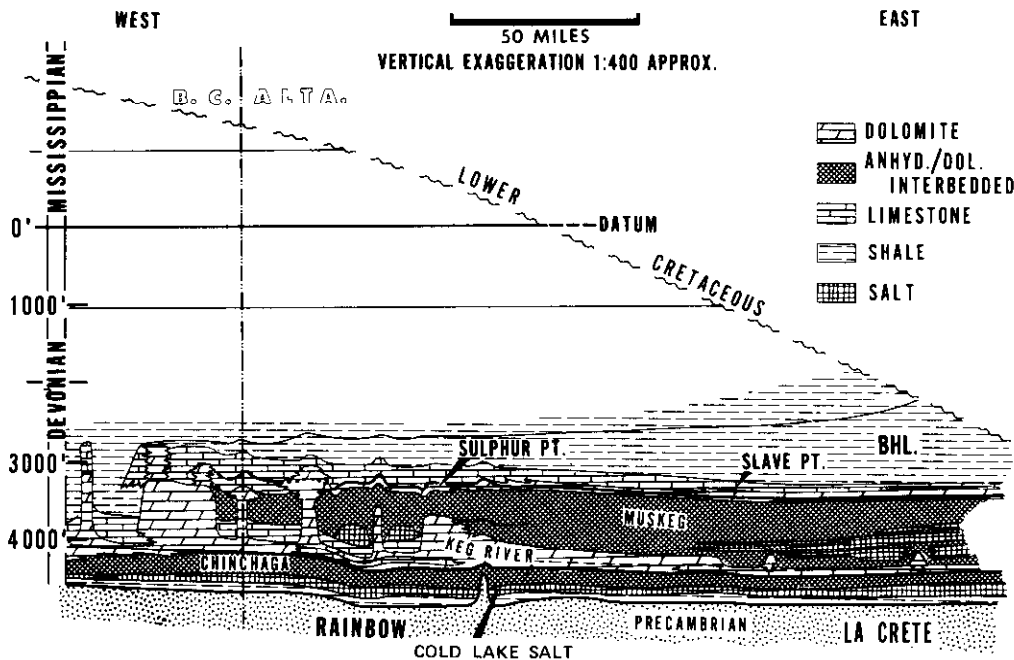 WEST
EAST
50 MILES
VERTICAL EXAGGERATION 1:400 APPROX.
B. C. ALTA.
MISSISSIPPIAN
DEVONIAN
0'
1000'
3000'
4000'
LOWER
CRETACEOUS
DATUM
DOLOMITE
ANHYD./DOL.
INTERBEDDED
LIMESTONE
SHALE
SALT
BHL.
SULPHUR PT.
SLAVE PT.
MUSKEG
KEG RIVER
CHINCHAGA
RAINBOW
PRECAMBRIAN
LA CRETE
COLD LAKE SALT